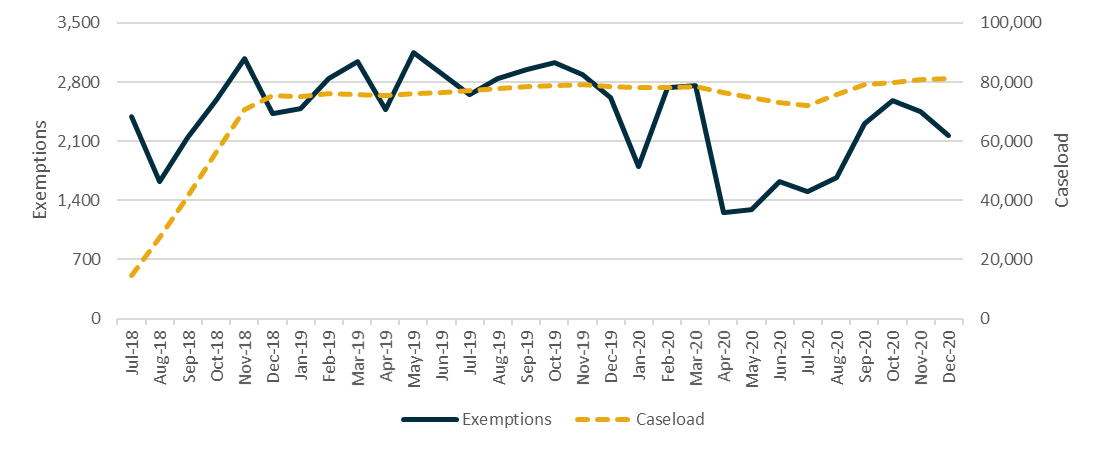 3,500
2,800
2,100
1,400
700
0
Exemptions
100,000
80,000
60,000
40,000
20,000
0
Caseload
Jul-18
Aug-18
Sep-18
Oct-18
Nov-18
Dec-18
Jan-19
Feb-19
Mar-19
Apr-19
May-19
Jun-19
Jul-19
Aug-19
Sep-19
Oct-19
Nov-19
Dec-19
Jan-20
Feb-20
Mar-20
Apr-20
May-20
Jun-20
Jul-20
Aug-20
Sep-20
Oct-20
Nov-20
Dec-20
Exemptions
Caseload